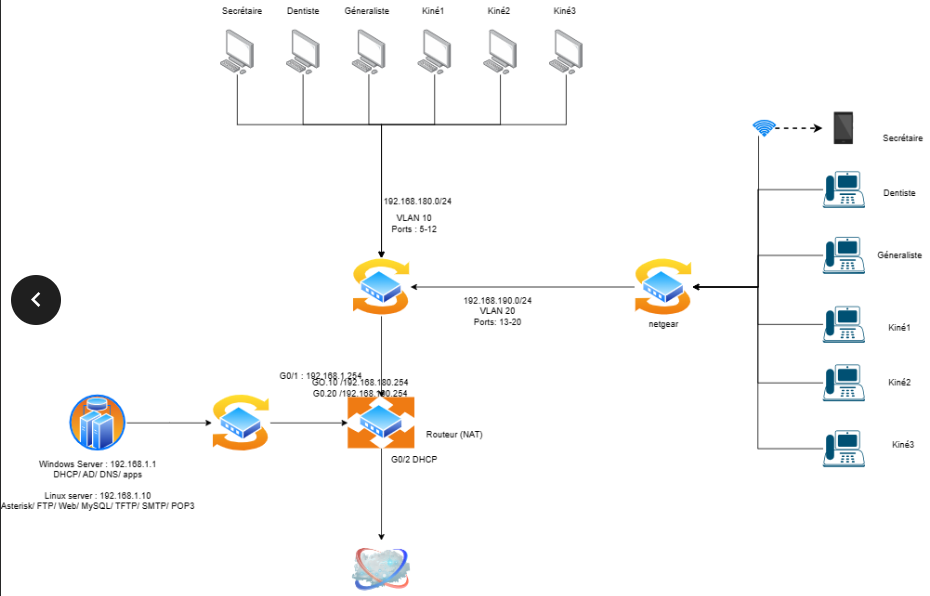 Secrétaire
Dentiste
Géneraliste
Kiné1
Kiné2
Kiné3
192.168.180.0/24
VLAN 10
Ports : 5-12
Secrétaire
Dentiste
Géneraliste
Kiné1
Kiné2
Kiné3
192.168.190.0/24
VLAN 20
Ports: 13-20
netgear
G0/1 : 192.168.1.254
GO.10 /192.168.180.254
G0.20 /192.168.190.254
Routeur (NAT)
G0/2 DHCP
Windows Server : 192.168.1.1
DHCP/ AD/ DNS/ apps
Linux server : 192.168.1.10
Asterisk/ FTP/ Web/ MySQL/ TFTP/ SMTP/ POP3